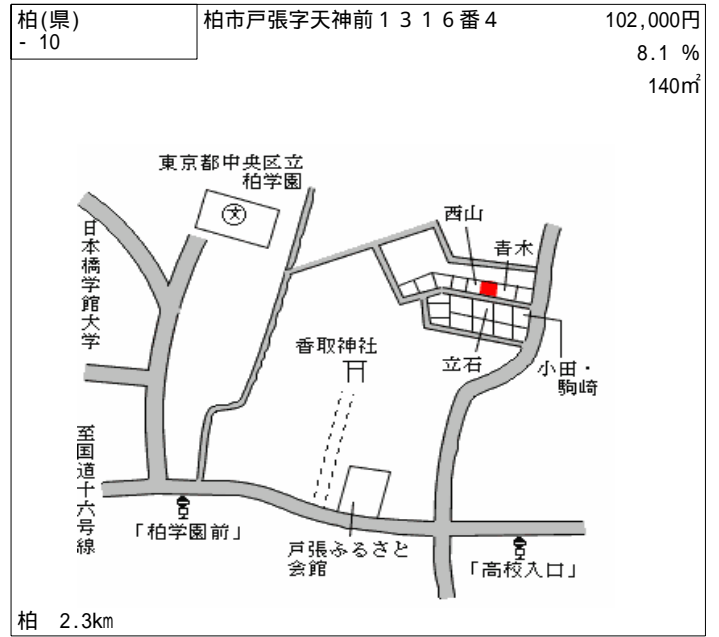 柏(県)
- 10
柏市戸張字天神前１３１６番４
102,000円
8.1 %
140㎡
東京都中央区立
柏学園
文
日本橋学館大学
西山
青木
香取神社
立石
小田・
駒崎
至国道十六号線
「柏学園前」
戸張ふるさと
会館
「高校入口」
柏 2.3km